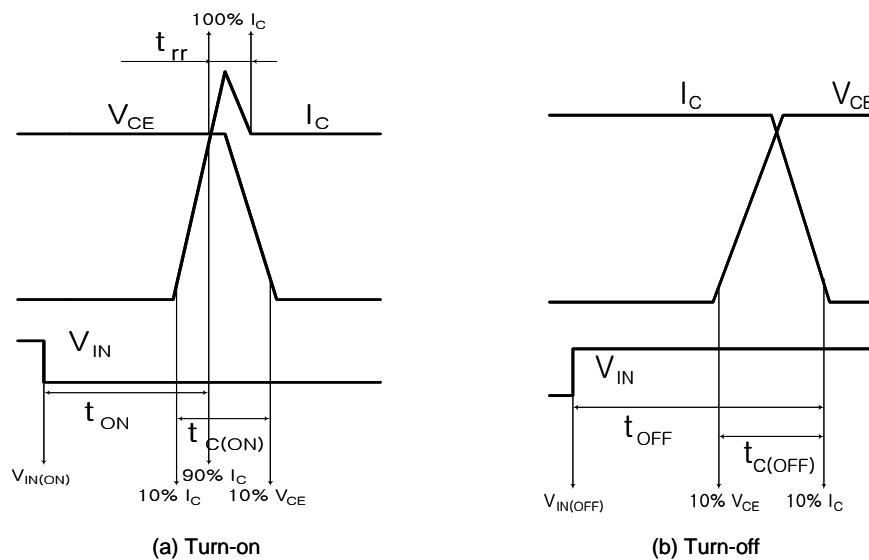 100% I_C
t_rr
V_CE
I_C
V_IN
t_ON
t_C(ON)
V_IN(ON)
90% I_C
10% I_C
10% V_CE
(a) Turn-on
I_C
V_CE
V_IN
t_OFF
t_C(OFF)
V_IN(OFF)
10% V_CE
10% I_C
(b) Turn-off